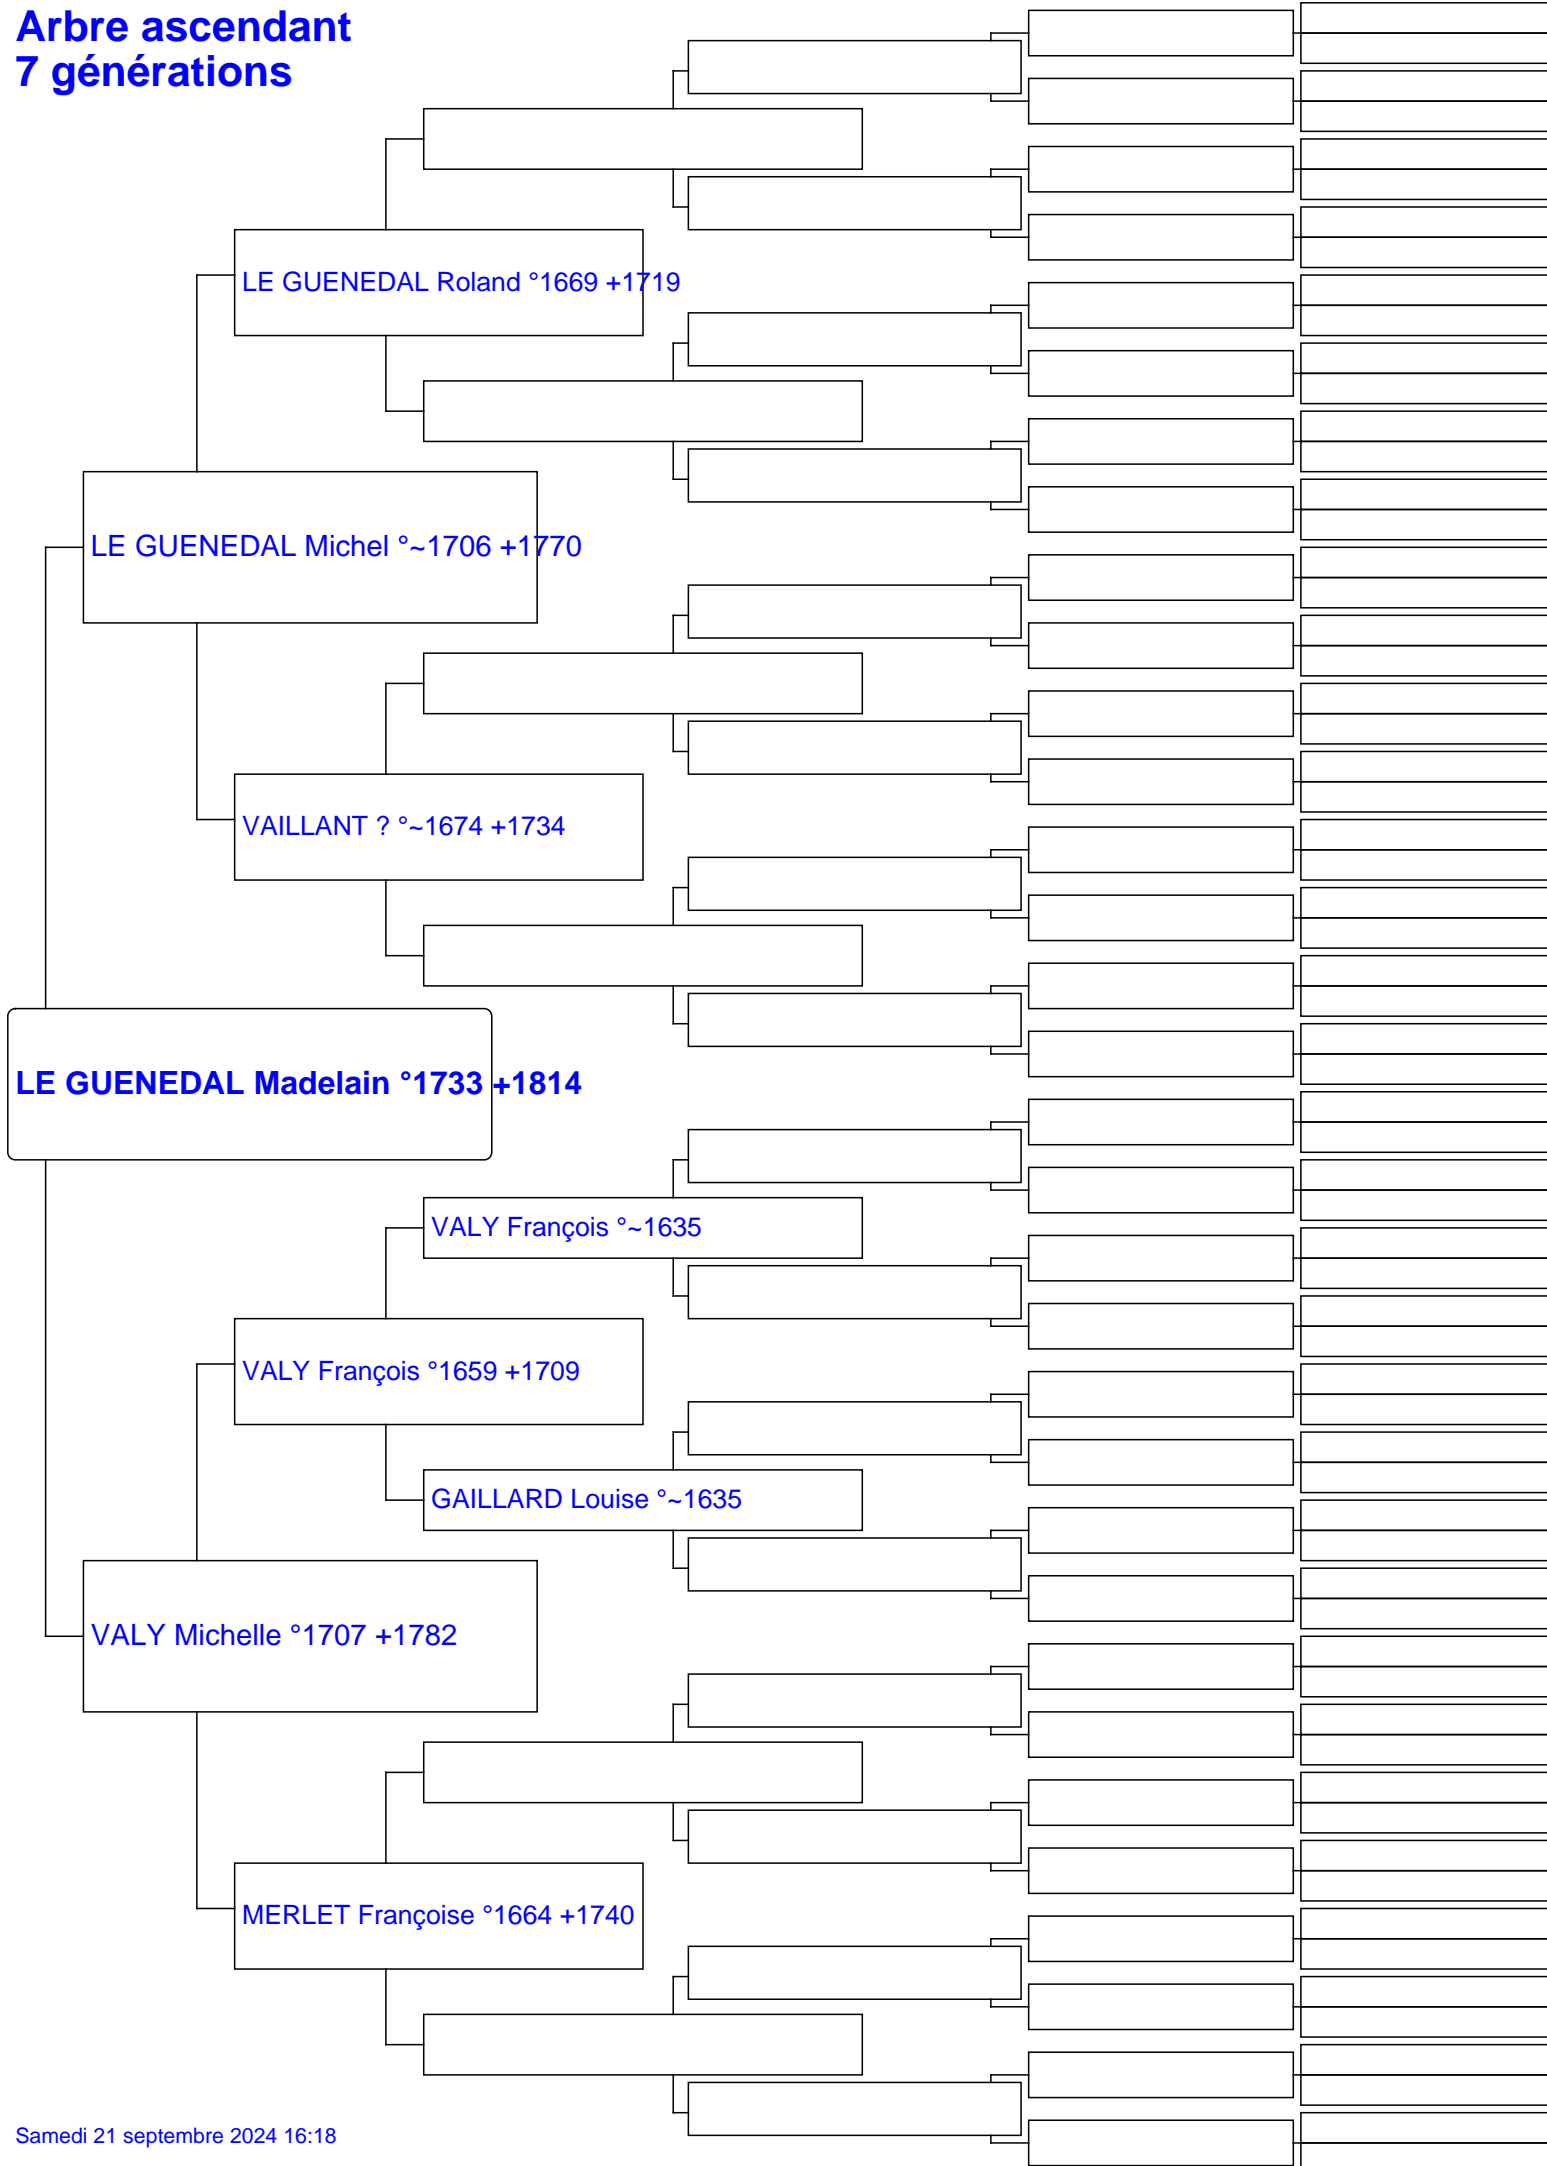 Arbre ascendant
7 générations
LE GUENEDAL Roland °1669 +1719
LE GUENEDAL Michel °~1706 +1770
VAILLANT ? °~1674 +1734
LE GUENEDAL Madelain °1733 +1814
VALY François °~1635
VALY François °1659 +1709
GAILLARD Louise °~1635
VALY Michelle °1707 +1782
MERLET Françoise °1664 +1740
Samedi 21 septembre 2024 16:18